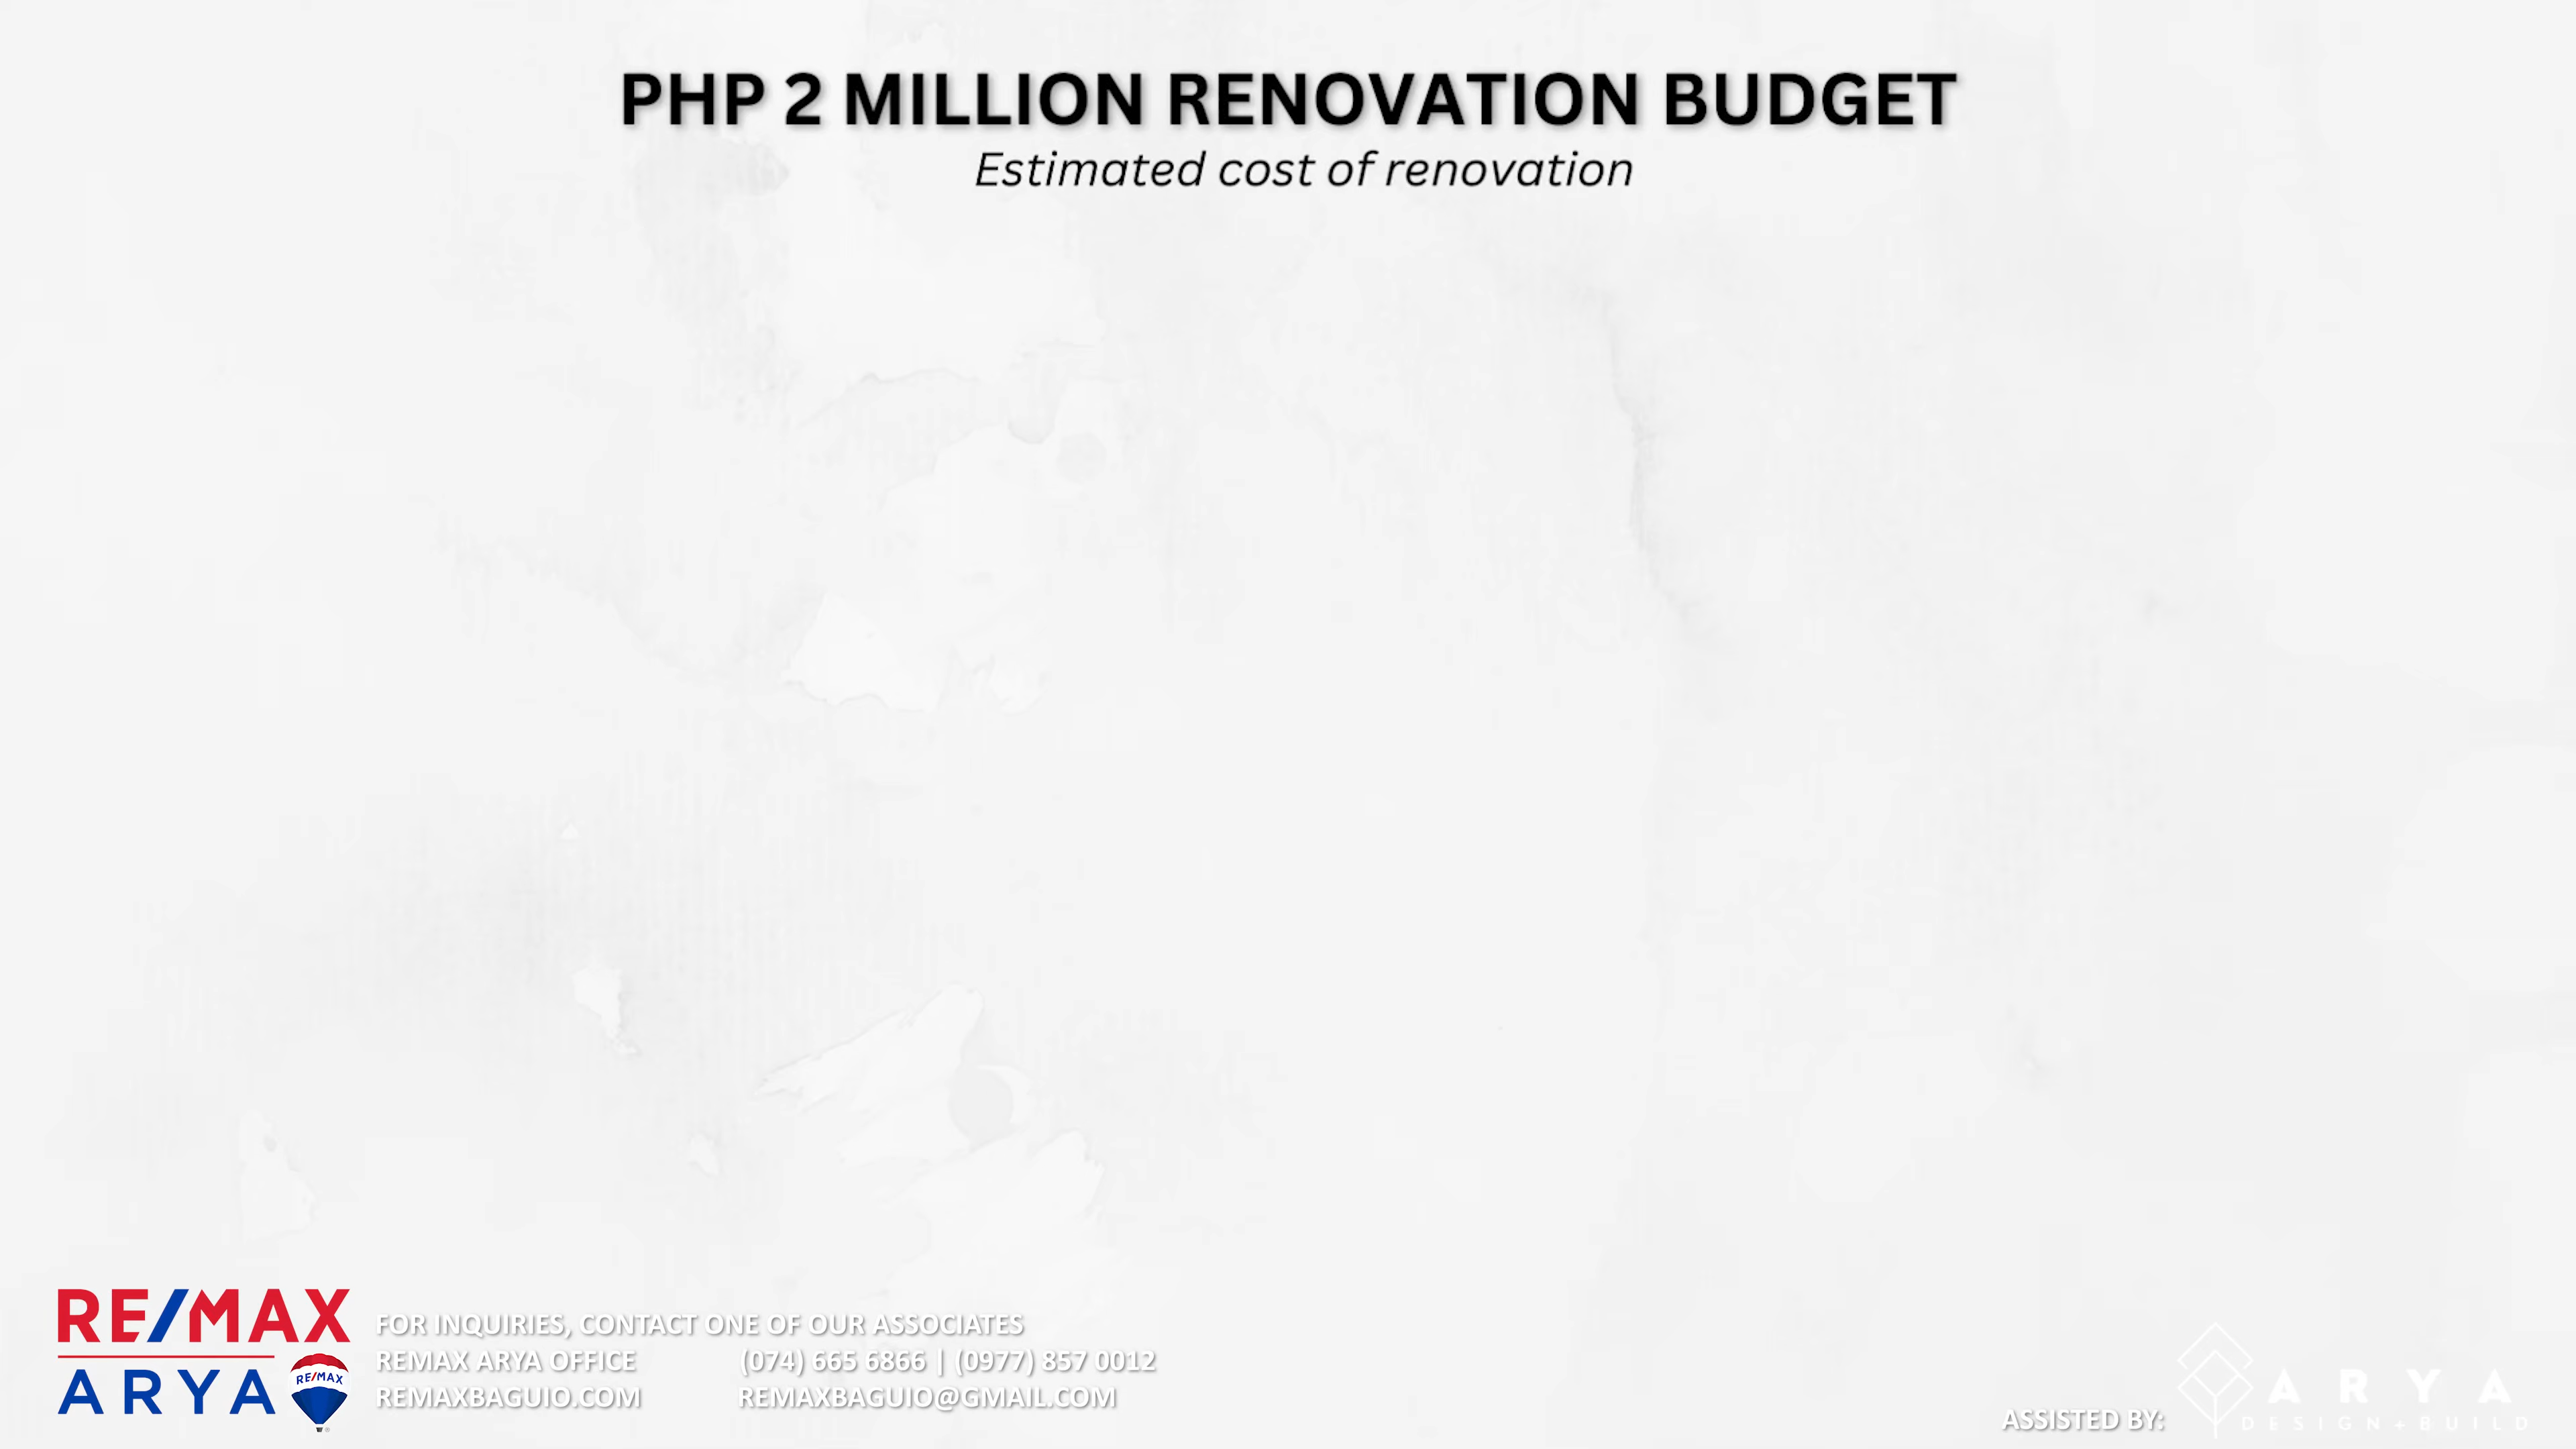 PHP 2 MILLION RENOVATION BUDGET
Estimated cost of renovation
RE/MAX
ARYA
RE/MAX
FOR INQUIRIES, CONTACT ONE OF OUR ASSOCIATES
REMAX ARYA OFFICE (074) 665 6866 | (0977) 857 0012
REMAXBAGUIO.COM REMAXBAGUIO@GMAIL.COM
ASSISTED BY:
ARYA
DESIGN + BUILD